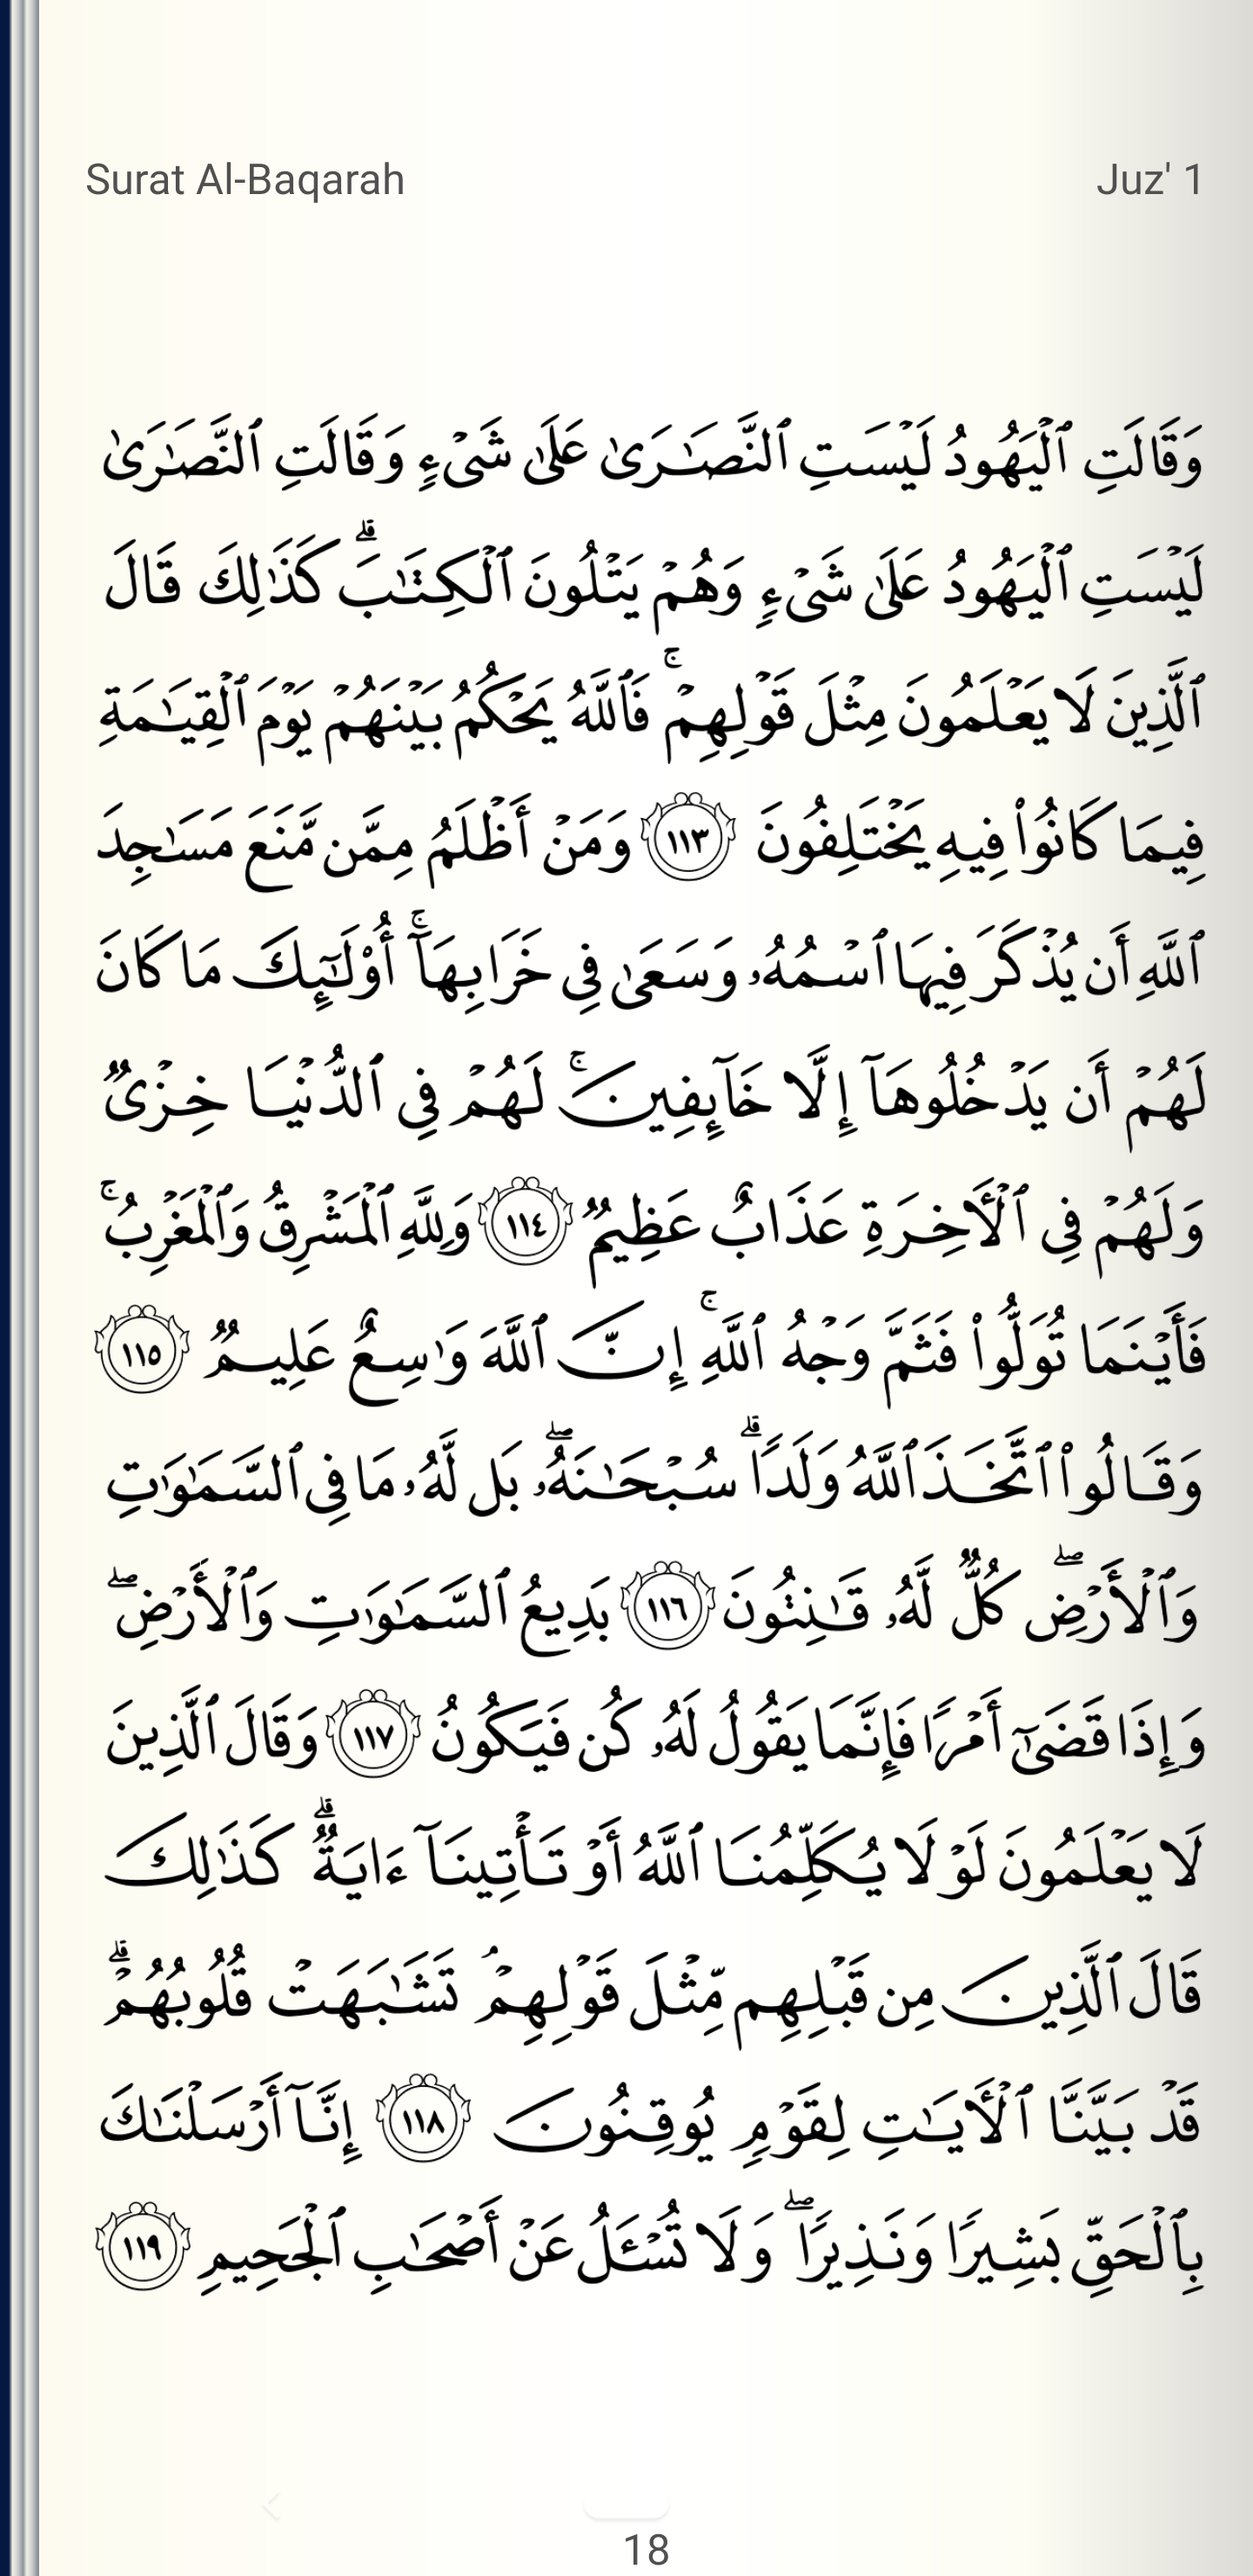 Surat Al-Baqarah Juz' 1
وَقَالَتِ ٱلْيَهُودُ لَيْسَتِ ٱلنَّصَـٰرَىٰ عَلَىٰ شَىْءٍ وَقَالَتِ ٱلنَّصَـٰرَىٰ
لَيْسَتِ ٱلْيَهُودُ عَلَىٰ شَىْءٍ وَهُمْ يَتْلُونَ ٱلْكِتَـٰبَ ۗ كَذَٰلِكَ قَالَ
ٱلَّذِينَ لَا يَعْلَمُونَ مِثْلَ قَوْلِهِمْ ۚ فَٱللَّهُ يَحْكُمُ بَيْنَهُمْ يَوْمَ ٱلْقِيَـٰمَةِ
فِيمَا كَانُوا۟ فِيهِ يَخْتَلِفُونَ ١١٣ وَمَنْ أَظْلَمُ مِمَّن مَّنَعَ مَسَـٰجِدَ
ٱللَّهِ أَن يُذْكَرَ فِيهَا ٱسْمُهُۥ وَسَعَىٰ فِى خَرَابِهَآ ۚ أُو۟لَـٰٓئِكَ مَا كَانَ
لَهُمْ أَن يَدْخُلُوهَآ إِلَّا خَآئِفِينَ ۚ لَهُمْ فِى ٱلدُّنْيَا خِزْىٌ
وَلَهُمْ فِى ٱلْـَٔاخِرَةِ عَذَابٌ عَظِيمٌ ١١٤ وَلِلَّهِ ٱلْمَشْرِقُ وَٱلْمَغْرِبُ ۚ
فَأَيْنَمَا تُوَلُّوا۟ فَثَمَّ وَجْهُ ٱللَّهِ ۚ إِنَّ ٱللَّهَ وَٰسِعٌ عَلِيمٌ ١١٥
وَقَالُوا۟ ٱتَّخَذَ ٱللَّهُ وَلَدًا ۗ سُبْحَـٰنَهُۥ ۖ بَل لَّهُۥ مَا فِى ٱلسَّمَـٰوَٰتِ
وَٱلْأَرْضِ ۖ كُلٌّ لَّهُۥ قَـٰنِتُونَ ١١٦ بَدِيعُ ٱلسَّمَـٰوَٰتِ وَٱلْأَرْضِ ۖ
وَإِذَا قَضَىٰٓ أَمْرًا فَإِنَّمَا يَقُولُ لَهُۥ كُن فَيَكُونُ ١١٧ وَقَالَ ٱلَّذِينَ
لَا يَعْلَمُونَ لَوْلَا يُكَلِّمُنَا ٱللَّهُ أَوْ تَأْتِينَآ ءَايَةٌ ۗ كَذَٰلِكَ
قَالَ ٱلَّذِينَ مِن قَبْلِهِم مِّثْلَ قَوْلِهِمْ ۘ تَشَـٰبَهَتْ قُلُوبُهُمْ ۗ
قَدْ بَيَّنَّا ٱلْـَٔايَـٰتِ لِقَوْمٍ يُوقِنُونَ ١١٨ إِنَّآ أَرْسَلْنَـٰكَ
بِٱلْحَقِّ بَشِيرًا وَنَذِيرًا ۖ وَلَا تُسْـَٔلُ عَنْ أَصْحَـٰبِ ٱلْجَحِيمِ ١١٩
18